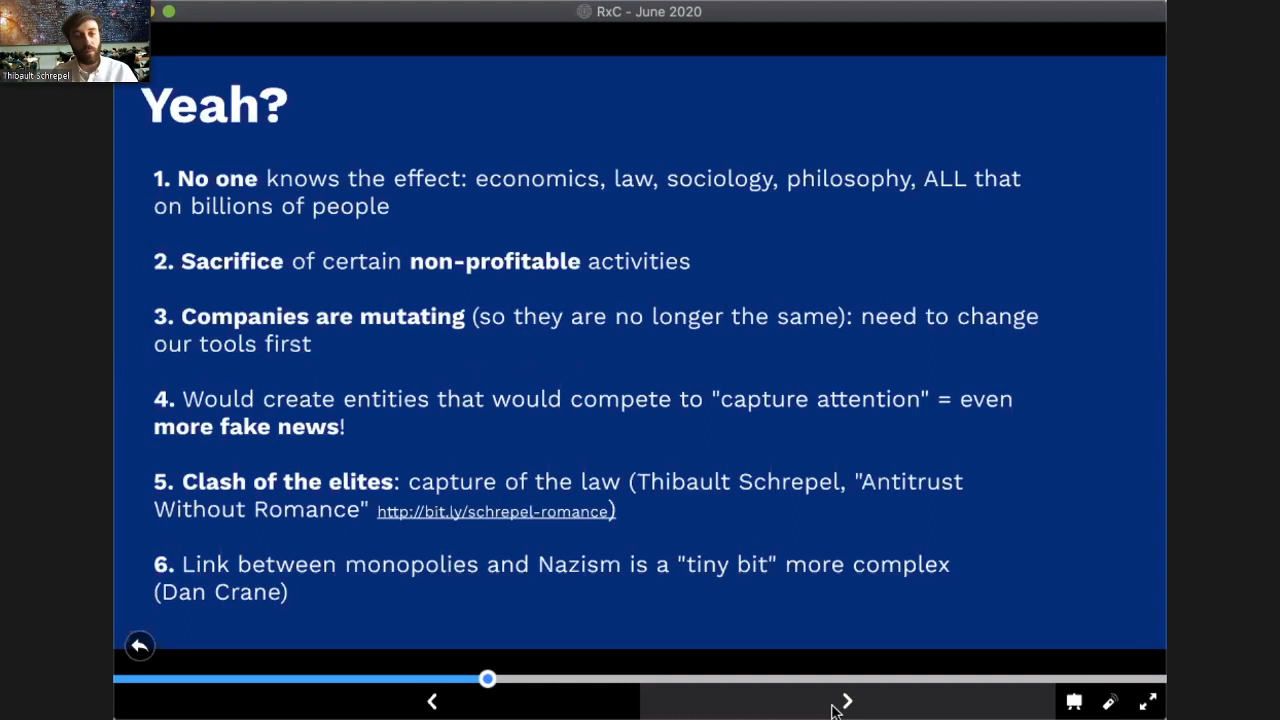 RxC - June 2020
Thibault Schrepel
Yeah?
1. No one knows the effect: economics, law, sociology, philosophy, ALL that
on billions of people
2. Sacrifice of certain non-profitable activities
3. Companies are mutating (so they are no longer the same): need to change
our tools first
4. Would create entities that would compete to "capture attention" = even
more fake news!
5. Clash of the elites: capture of the law (Thibault Schrepel, "Antitrust
Without Romance" http://bit.ly/schrepel-romance)
6. Link between monopolies and Nazism is a "tiny bit" more complex
(Dan Crane)